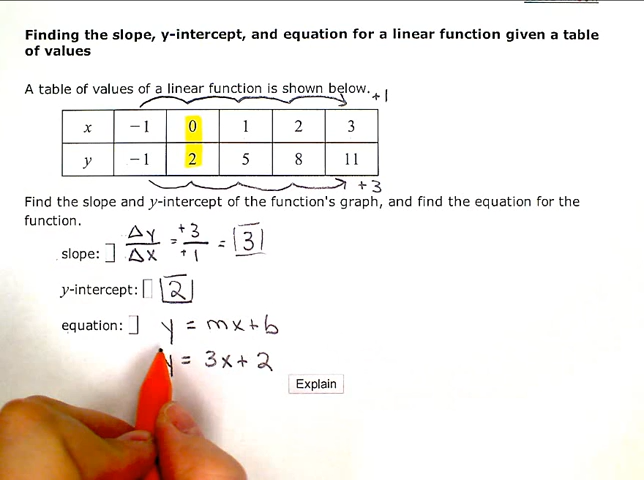 Finding the slope, y-intercept, and equation for a linear function given a table
of values
A table of values of a linear function is shown below.
+1
x −1 0 1 2 3
y −1 2 5 8 11
+3
Find the slope and y-intercept of the function's graph, and find the equation for the
function.
slope: Δy/Δx = +3/+1 = 3
y-intercept: 2
equation: y = mx+b
y = 3x+2
Explain